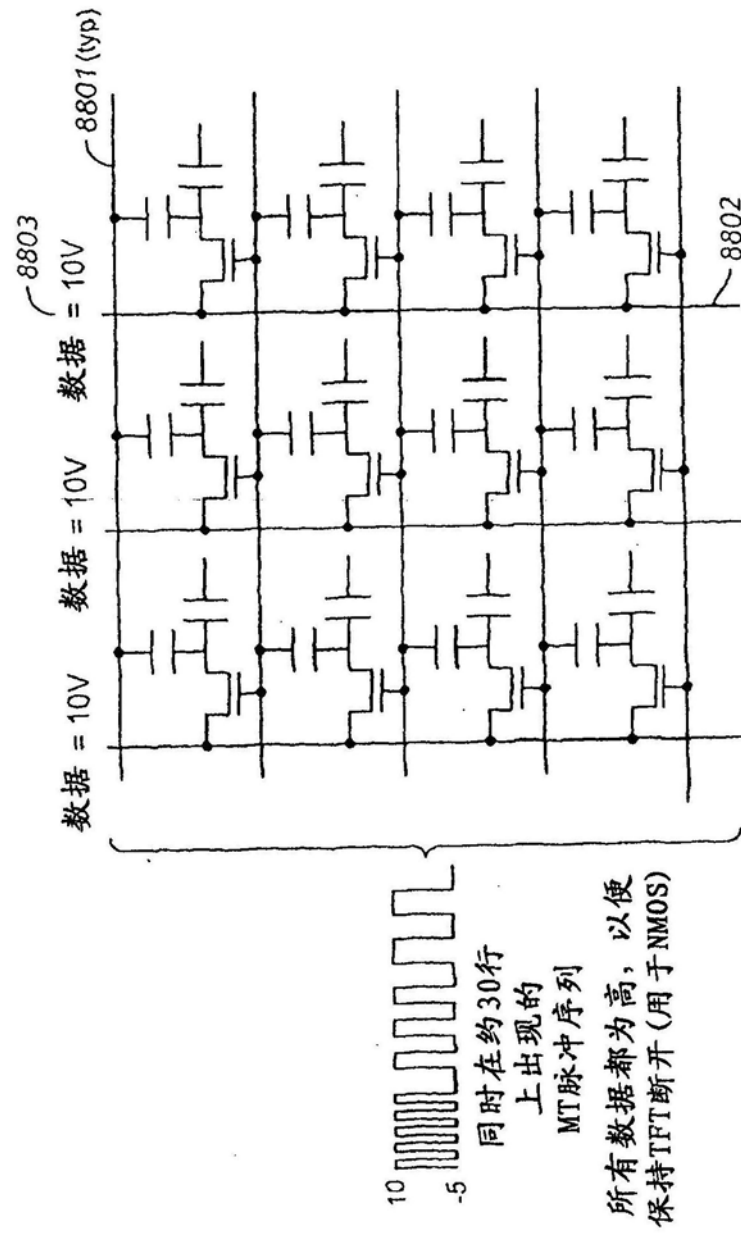 数据 = 10V
数据 = 10V
数据 = 10V
8803
8801 (typ)
8802
10
-5
同时在约30行
上出现的
MT脉冲序列
所有数据都为高，以便
保持TFT断开 (用于NMOS)